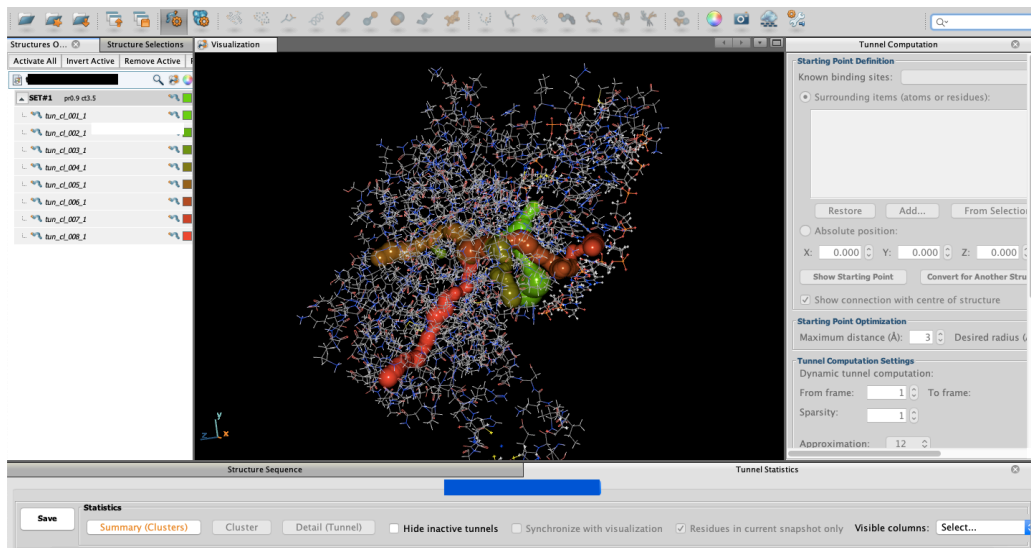 Structures O...
Structure Selections
Visualization
Tunnel Computation
Activate All Invert Active Remove Active
Starting Point Definition
Known binding sites:
Surrounding items (atoms or residues):
SET#1 pr0.9 ct3.5
tun_cl_001_1
tun_cl_002_1
tun_cl_003_1
tun_cl_004_1
tun_cl_005_1
tun_cl_006_1
tun_cl_007_1
tun_cl_008_1
Restore Add... From Selectio
Absolute position:
X: 0.000 Y: 0.000 Z: 0.000
Show Starting Point Convert for Another Stru
Show connection with centre of structure
Starting Point Optimization
Maximum distance (Å): 3 Desired radius
Tunnel Computation Settings
Dynamic tunnel computation:
From frame: 1 To frame:
Sparsity: 1
Approximation: 12
y
z x
Structure Sequence
Tunnel Statistics
Save
Statistics
Summary (Clusters) Cluster Detail (Tunnel) Hide inactive tunnels Synchronize with visualization Residues in current snapshot only Visible columns: Select...